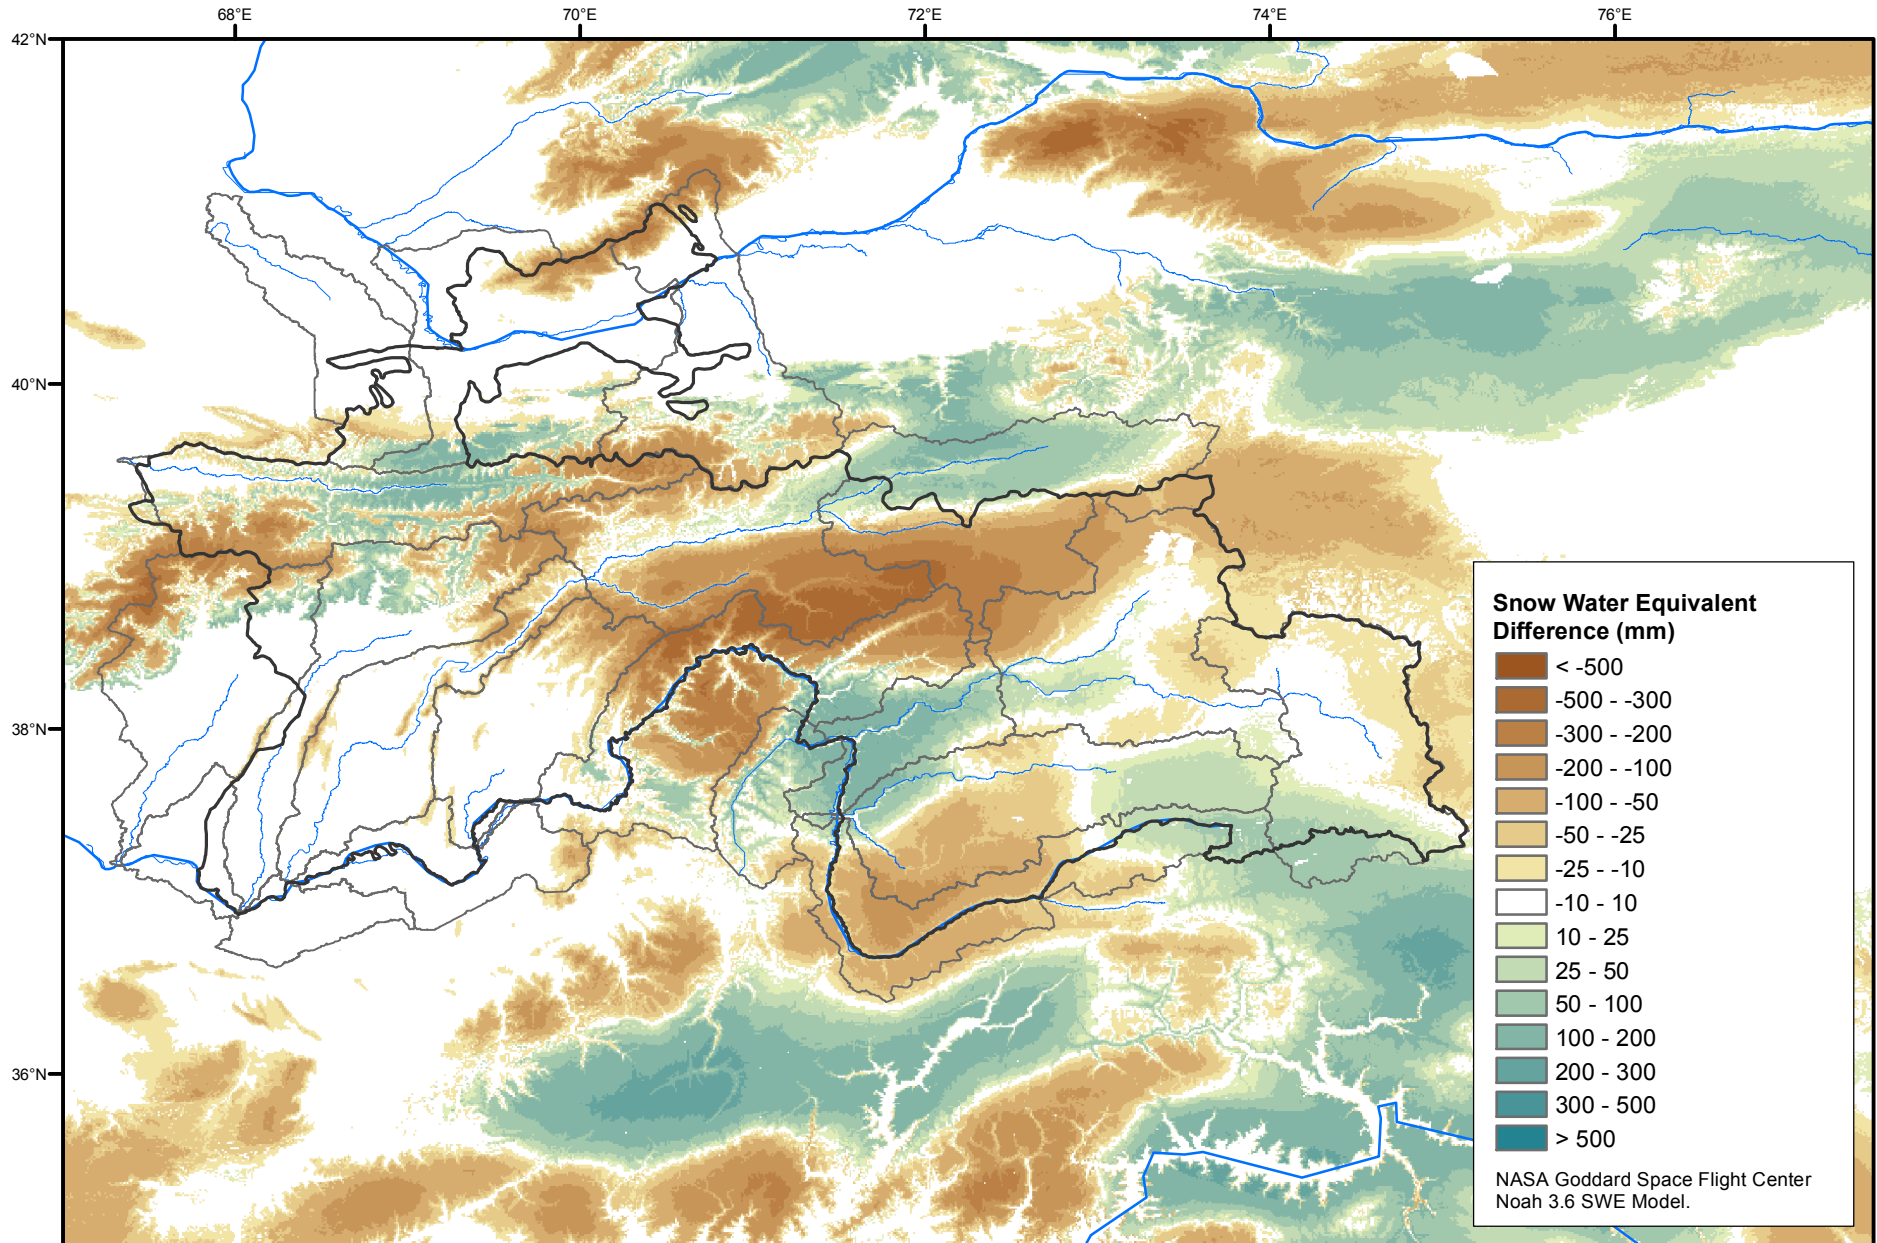 68°E
70°E
72°E
74°E
76°E
42°N
40°N
38°N
36°N
Snow Water Equivalent
Difference (mm)
< -500
-500 - -300
-300 - -200
-200 - -100
-100 - -50
-50 - -25
-25 - -10
-10 - 10
10 - 25
25 - 50
50 - 100
100 - 200
200 - 300
300 - 500
> 500
NASA Goddard Space Flight Center
Noah 3.6 SWE Model.